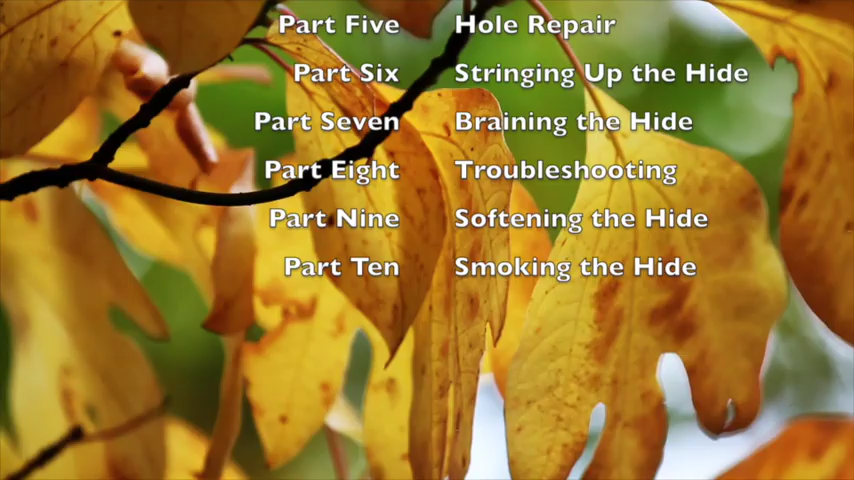 Part Five Hole Repair
Part Six Stringing Up the Hide
Part Seven Braining the Hide
Part Eight Troubleshooting
Part Nine Softening the Hide
Part Ten Smoking the Hide